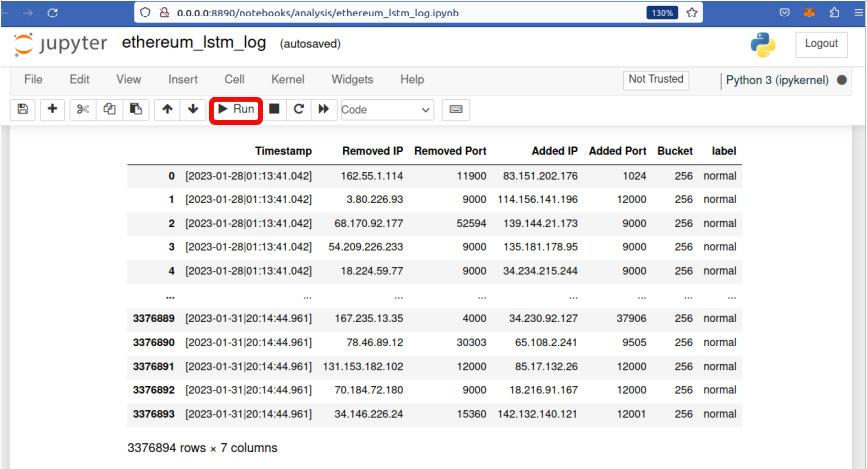 0.0.0.0:8890/notebooks/analysis/ethereum_lstm_log.ipynb 130%
jupyter ethereum_lstm_log (autosaved) Logout
File Edit View Insert Cell Kernel Widgets Help Not Trusted Python 3 (ipykernel)
Run Code
Timestamp Removed IP Removed Port Added IP Added Port Bucket label
0 [2023-01-28|01:13:41.042] 162.55.1.114 11900 83.151.202.176 1024 256 normal
1 [2023-01-28|01:13:41.042] 3.80.226.93 9000 114.156.141.196 12000 256 normal
2 [2023-01-28|01:13:41.042] 68.170.92.177 52594 139.144.21.173 9000 256 normal
3 [2023-01-28|01:13:41.042] 54.209.226.233 9000 135.181.178.95 9000 256 normal
4 [2023-01-28|01:13:41.042] 18.224.59.77 9000 34.234.215.244 9000 256 normal
... ... ... ... ... ... ... ...
3376889 [2023-01-31|20:14:44.961] 167.235.13.35 4000 34.230.92.127 37906 256 normal
3376890 [2023-01-31|20:14:44.961] 78.46.89.12 30303 65.108.2.241 9505 256 normal
3376891 [2023-01-31|20:14:44.961] 131.153.182.102 12000 85.17.132.26 12000 256 normal
3376892 [2023-01-31|20:14:44.961] 70.184.72.180 9000 18.216.91.167 12000 256 normal
3376893 [2023-01-31|20:14:44.961] 34.146.226.24 15360 142.132.140.121 12001 256 normal
3376894 rows × 7 columns